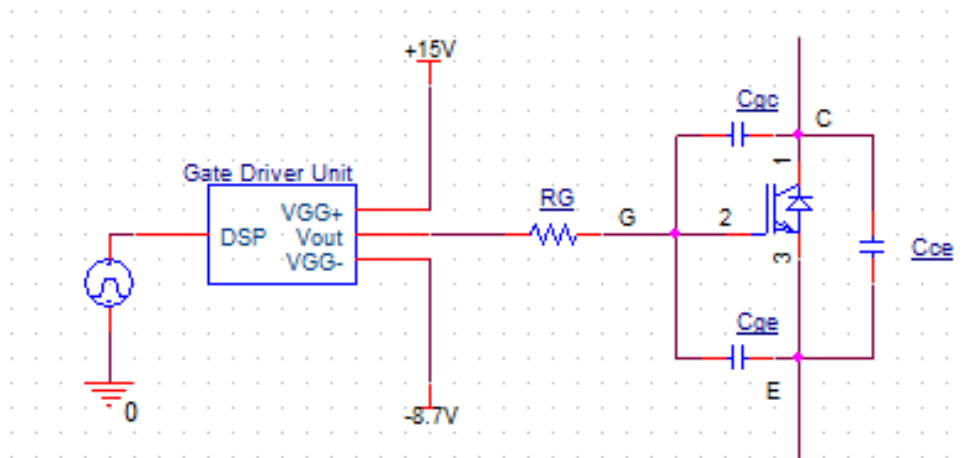 +15V
Cgc
C
Gate Driver Unit
1
VGG+
RG
G
2
DSP
Vout
VGG-
3
Cce
Cge
E
0
-8.7V